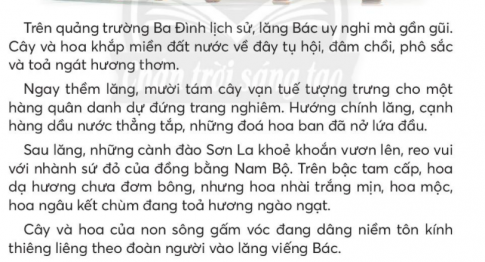 Trên quảng trường Ba Đình lịch sử, lăng Bác uy nghi mà gần gũi.
Cây và hoa khắp miền đất nước về đây tụ hội, đâm chồi, phô sắc
và toả ngát hương thơm.
Ngay thềm lăng, mười tám cây vạn tuế tượng trưng cho một
hàng quân danh dự đứng trang nghiêm. Hướng chính lăng, cạnh
hàng dầu nước thẳng tắp, những đoá hoa ban đã nở lứa đầu.
Sau lăng, những cành đào Sơn La khoẻ khoắn vươn lên, reo vui
với nhành sứ đỏ của đồng bằng Nam Bộ. Trên bậc tam cấp, hoa
dạ hương chưa đơm bông, nhưng hoa nhài trắng mịn, hoa mộc,
hoa ngâu kết chùm đang toả hương ngào ngạt.
Cây và hoa của non sông gấm vóc đang dâng niềm tôn kính
thiêng liêng theo đoàn người vào lăng viếng Bác.
Chân trời sáng tạo